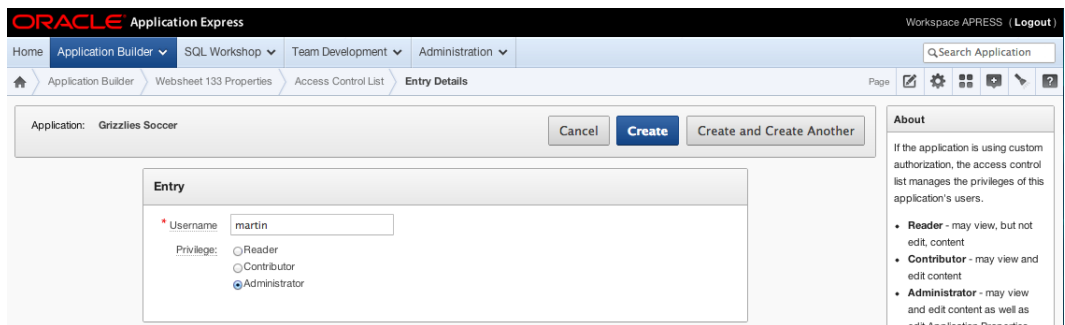 ORACLE Application Express
Workspace APRESS ( Logout )
Home Application Builder SQL Workshop Team Development Administration
Search Application
Application Builder Websheet 133 Properties Access Control List Entry Details
Page
?
Application: Grizzlies Soccer
Cancel Create Create and Create Another
Entry
* Username martin
Privilege: Reader
Contributor
Administrator
About
If the application is using custom
authorization, the access control
list manages the privileges of this
application's users.
• Reader - may view, but not
edit, content
• Contributor - may view and
edit content
• Administrator - may view
and edit content as well as
edit Application Properties